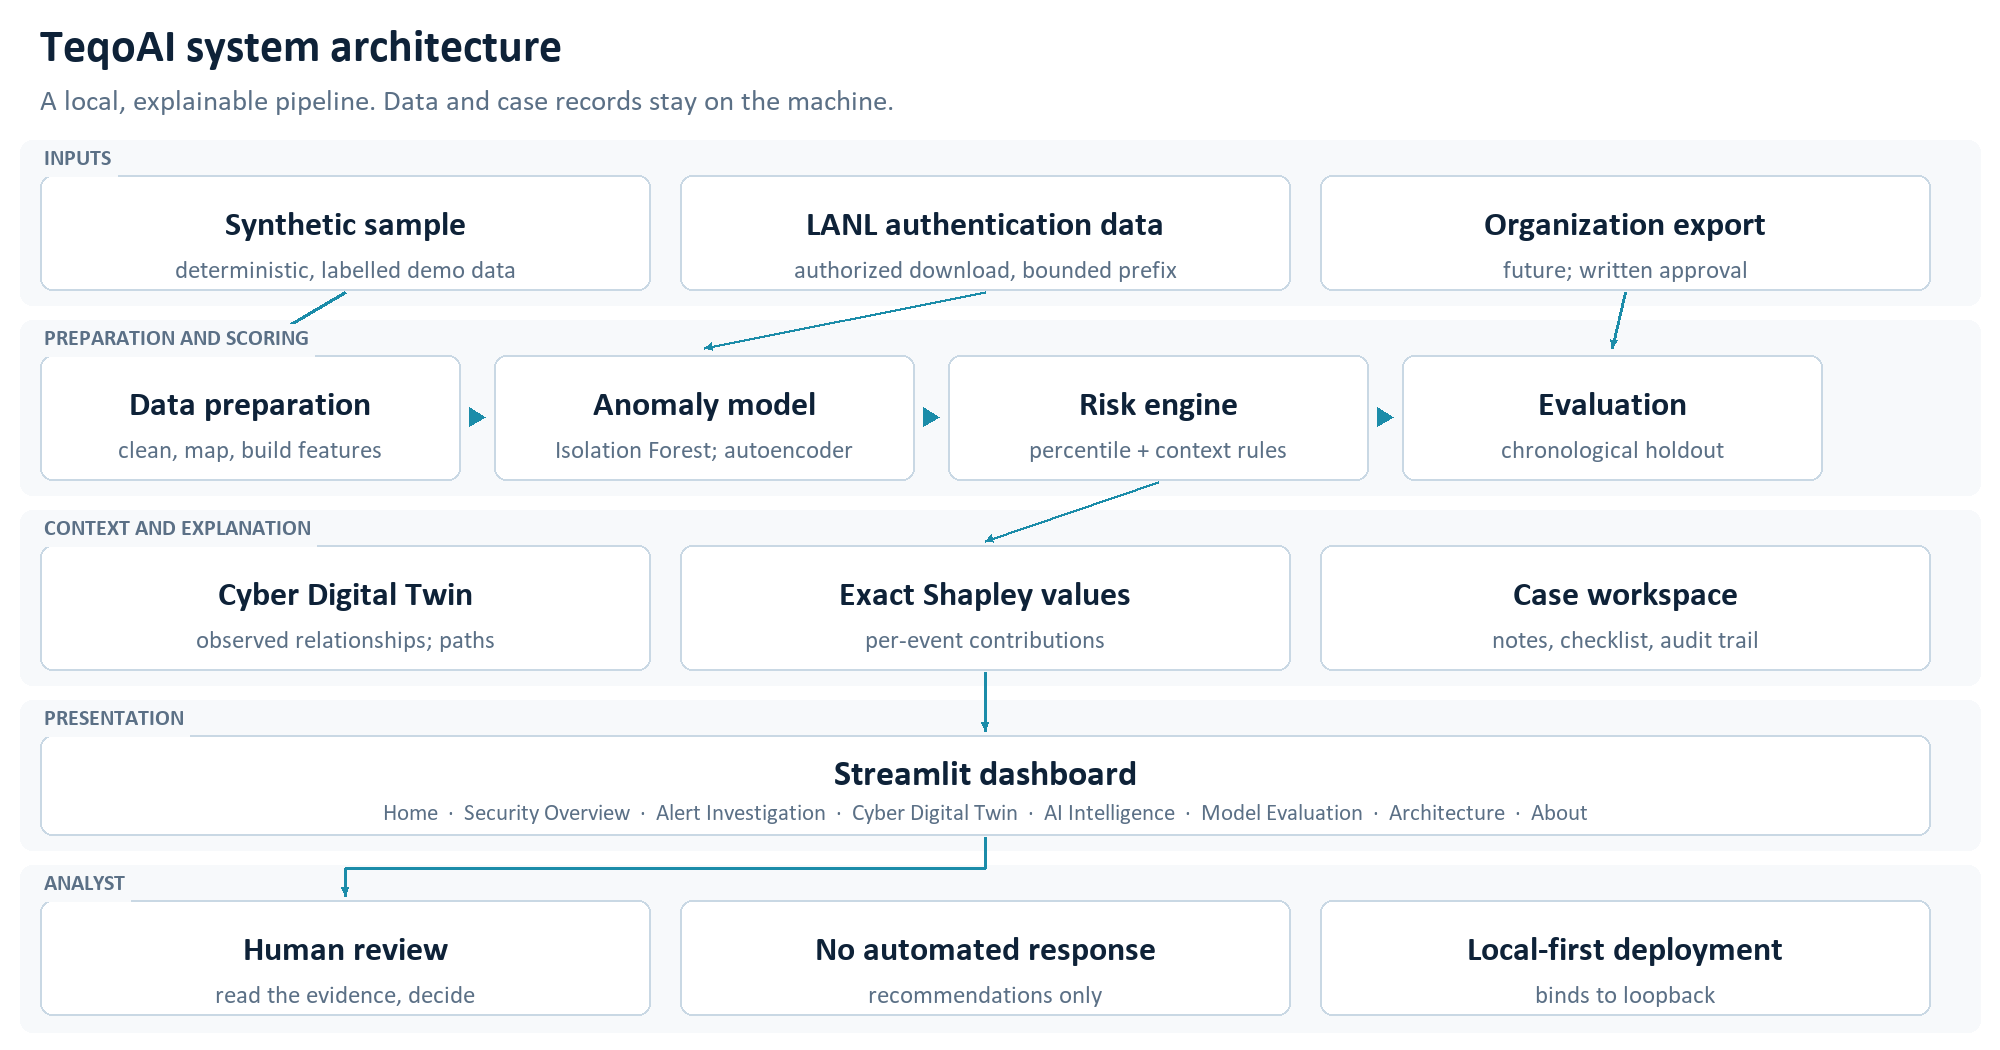 TeqoAI system architecture
A local, explainable pipeline. Data and case records stay on the machine.
INPUTS
Synthetic sample
deterministic, labelled demo data
LANL authentication data
authorized download, bounded prefix
Organization export
future; written approval
PREPARATION AND SCORING
Data preparation
clean, map, build features
Anomaly model
Isolation Forest; autoencoder
Risk engine
percentile + context rules
Evaluation
chronological holdout
CONTEXT AND EXPLANATION
Cyber Digital Twin
observed relationships; paths
Exact Shapley values
per-event contributions
Case workspace
notes, checklist, audit trail
PRESENTATION
Streamlit dashboard
Home · Security Overview · Alert Investigation · Cyber Digital Twin · AI Intelligence · Model Evaluation · Architecture · About
ANALYST
Human review
read the evidence, decide
No automated response
recommendations only
Local-first deployment
binds to loopback